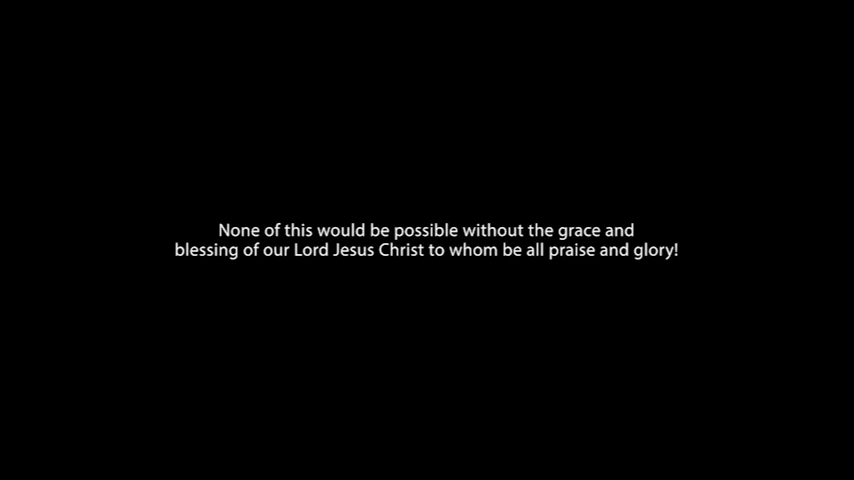 None of this would be possible without the grace and
blessing of our Lord Jesus Christ to whom be all praise and glory!